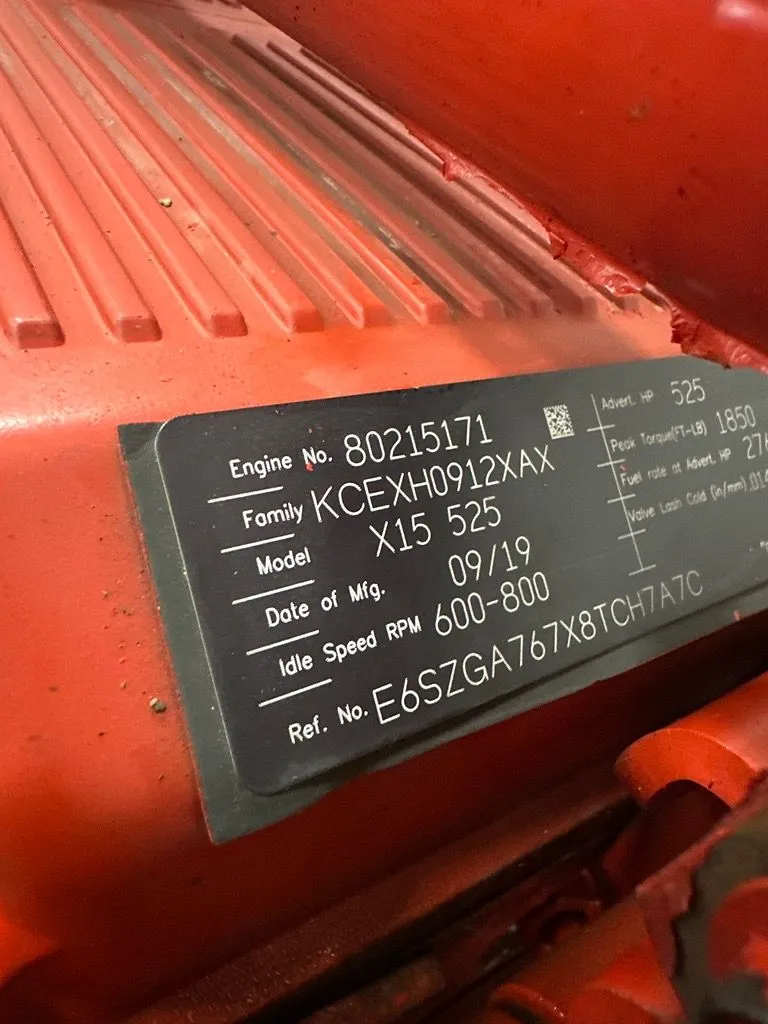 Engine No. 80215171
Family KCEXH0912XAX
Model X15 525
Date of Mfg. 09/19
Idle Speed RPM 600-800
Ref. No. E6SZGA767X8TCH7A7C
Advert. HP 525
Peak Torque(FT-LB) 1850
Fuel rate at Advert. HP
Valve Lash Cold (in/mm)